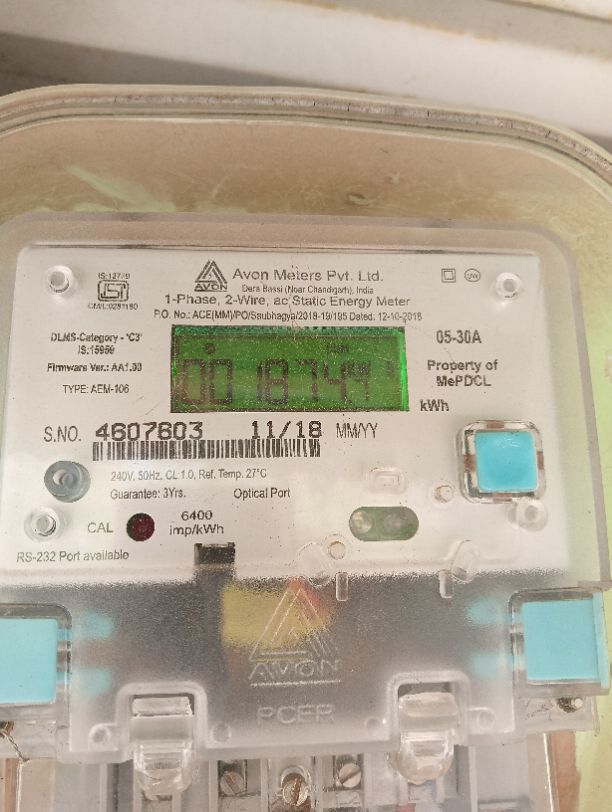 IS:13779
ISI
CM/L:0281180
AVON
Avon Meters Pvt. Ltd.
Dera Bassi (Near Chandigarh), India
1-Phase, 2-Wire, ac Static Energy Meter
P.O. No.: ACE(MM)/PO/Saubhagya/2018-19/195 Dated: 12-10-2018
DLMS-Category - 'C3'
IS:15959
Firmware Ver.: AA1.00
TYPE: AEM-106
05-30A
Property of
MePDCL
kWh
S.NO. 4607603 11/18 MM/YY
240V, 50Hz, CL:1.0, Ref. Temp. 27°C
Guarantee: 3Yrs. Optical Port
CAL 6400
imp/kWh
RS-232 Port available
AVON